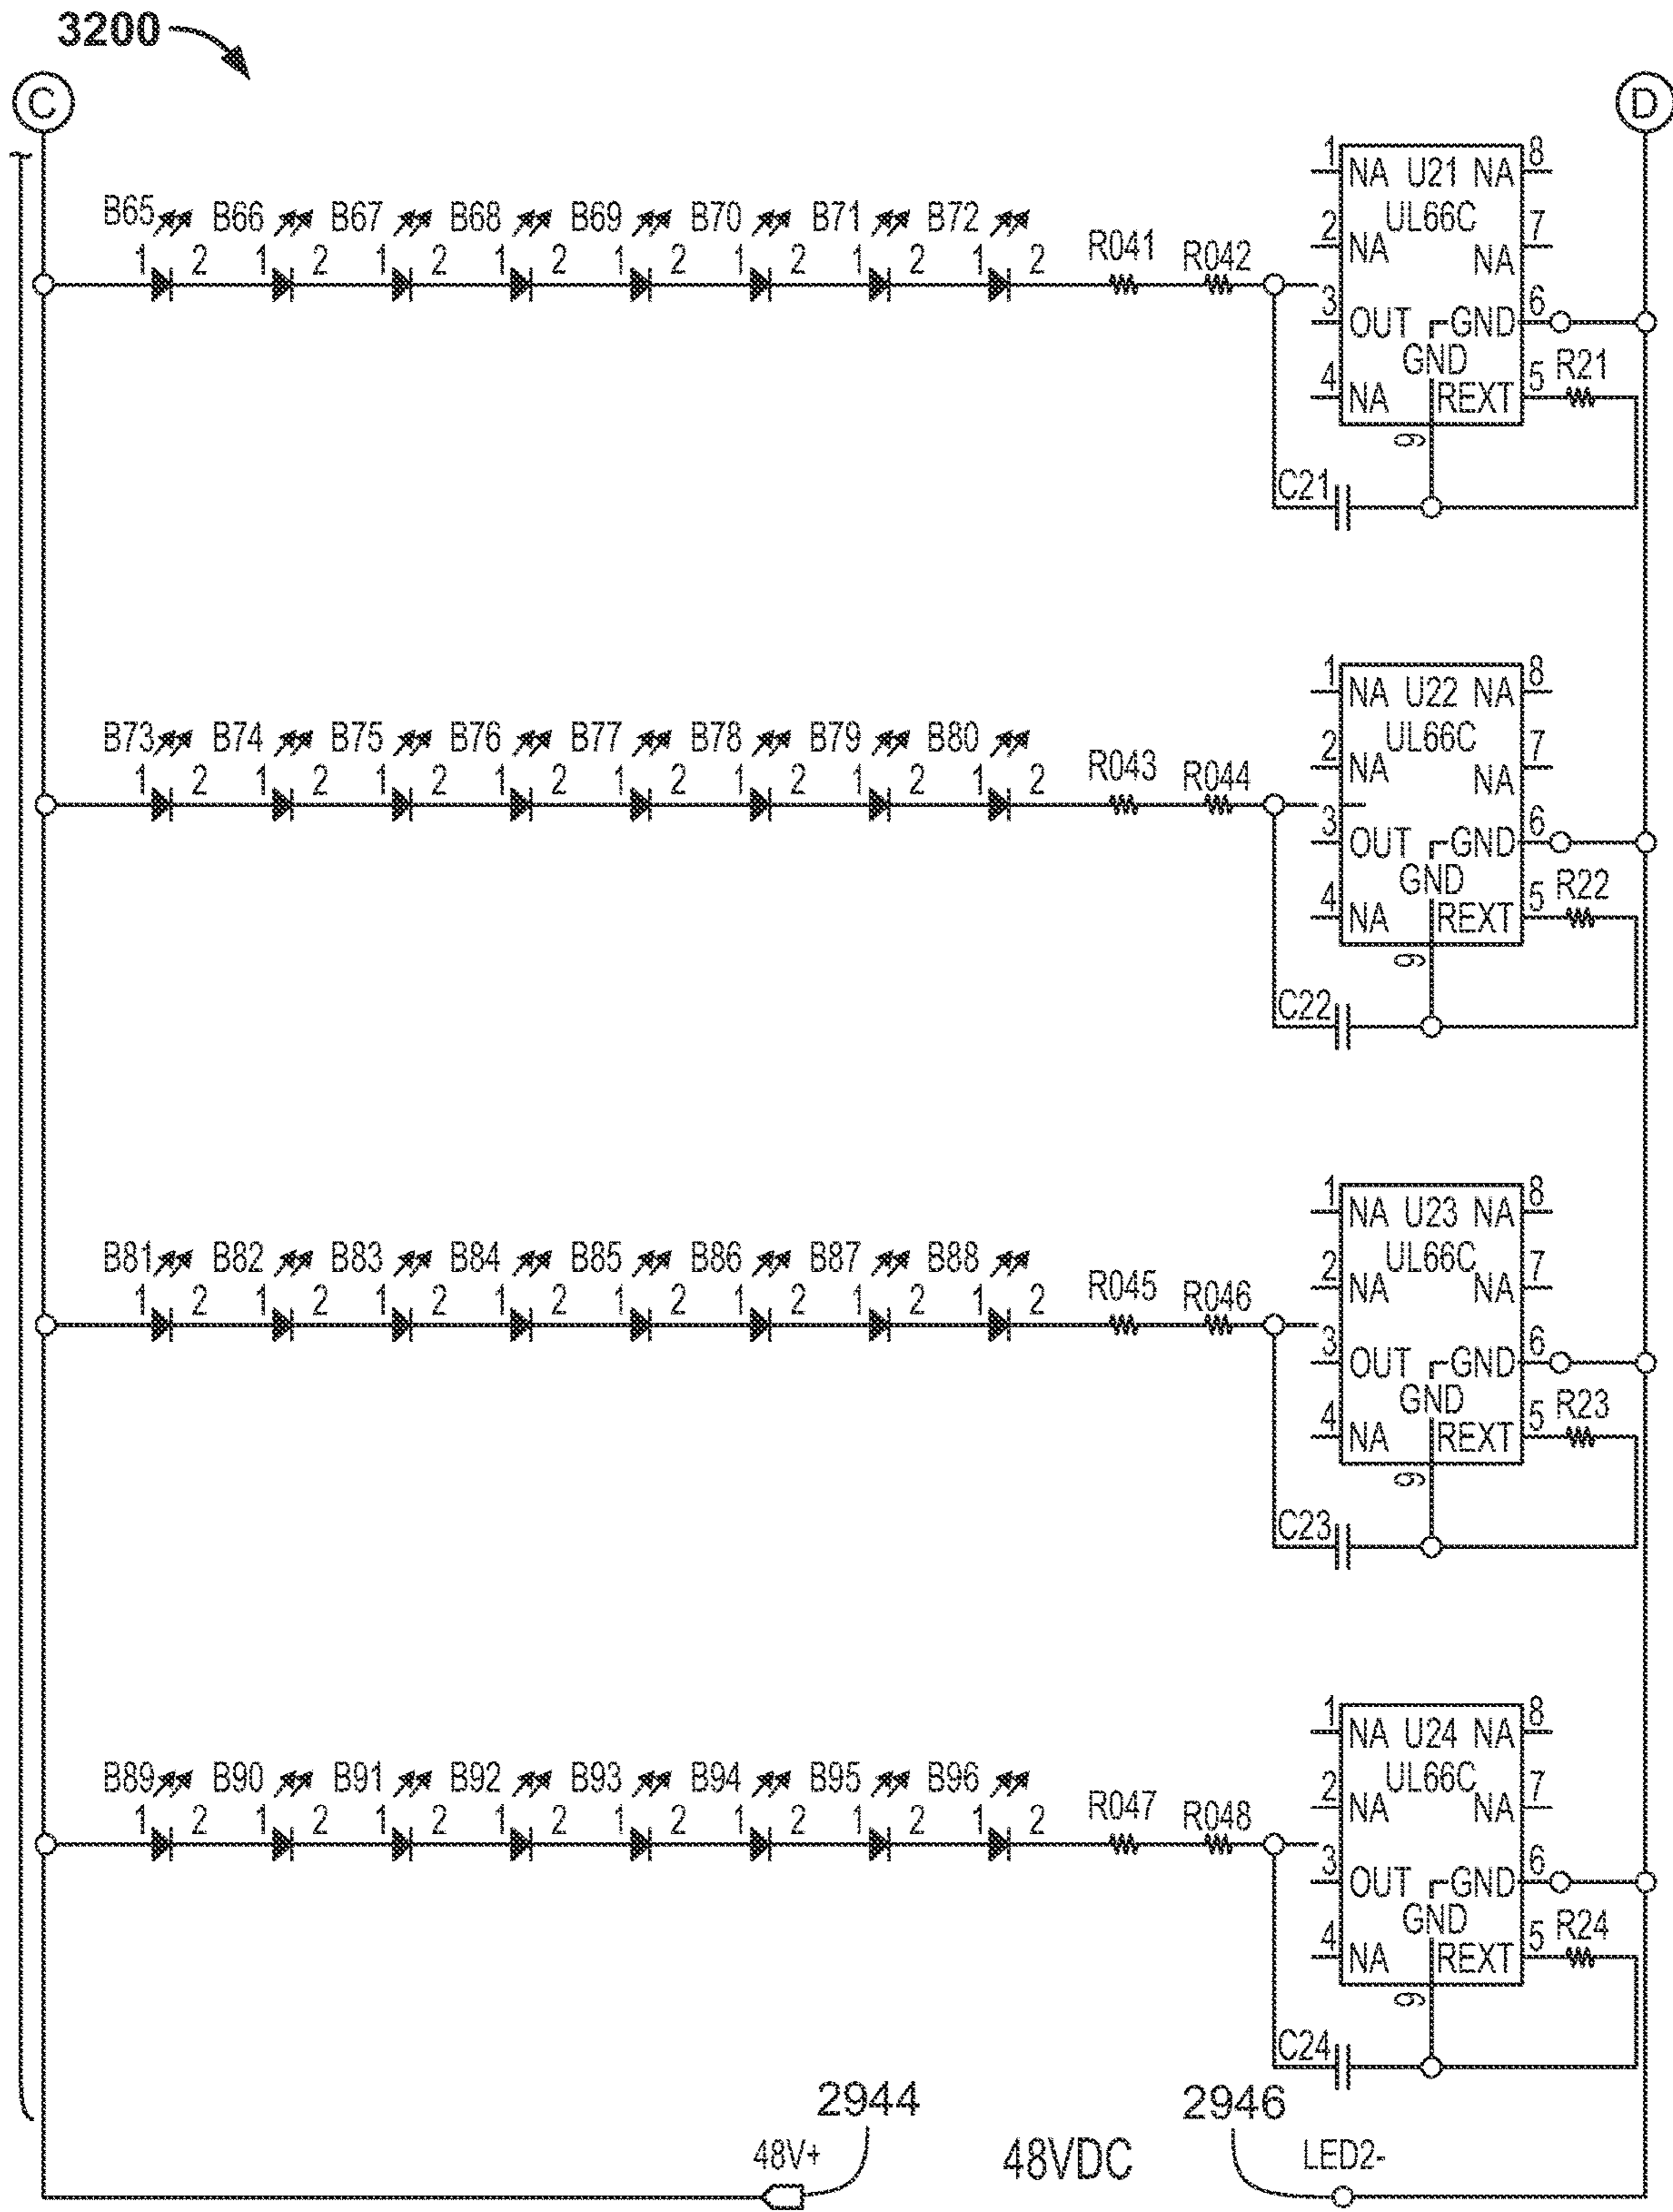 3200
C D
B65 B66 B67 B68 B69 B70 B71 B72 R041 R042
1 2 1 2 1 2 1 2 1 2 1 2 1 2 1 2
1 NA U21 NA 8
UL66C
2 NA NA 7
3 OUT GND 6
GND
4 NA REXT 5 R21
9
C21
B73 B74 B75 B76 B77 B78 B79 B80 R043 R044
1 2 1 2 1 2 1 2 1 2 1 2 1 2 1 2
1 NA U22 NA 8
UL66C
2 NA NA 7
3 OUT GND 6
GND
4 NA REXT 5 R22
9
C22
B81 B82 B83 B84 B85 B86 B87 B88 R045 R046
1 2 1 2 1 2 1 2 1 2 1 2 1 2 1 2
1 NA U23 NA 8
UL66C
2 NA NA 7
3 OUT GND 6
GND
4 NA REXT 5 R23
9
C23
B89 B90 B91 B92 B93 B94 B95 B96 R047 R048
1 2 1 2 1 2 1 2 1 2 1 2 1 2 1 2
1 NA U24 NA 8
UL66C
2 NA NA 7
3 OUT GND 6
GND
4 NA REXT 5 R24
9
C24
2944 2946
48V+ 48VDC LED2-